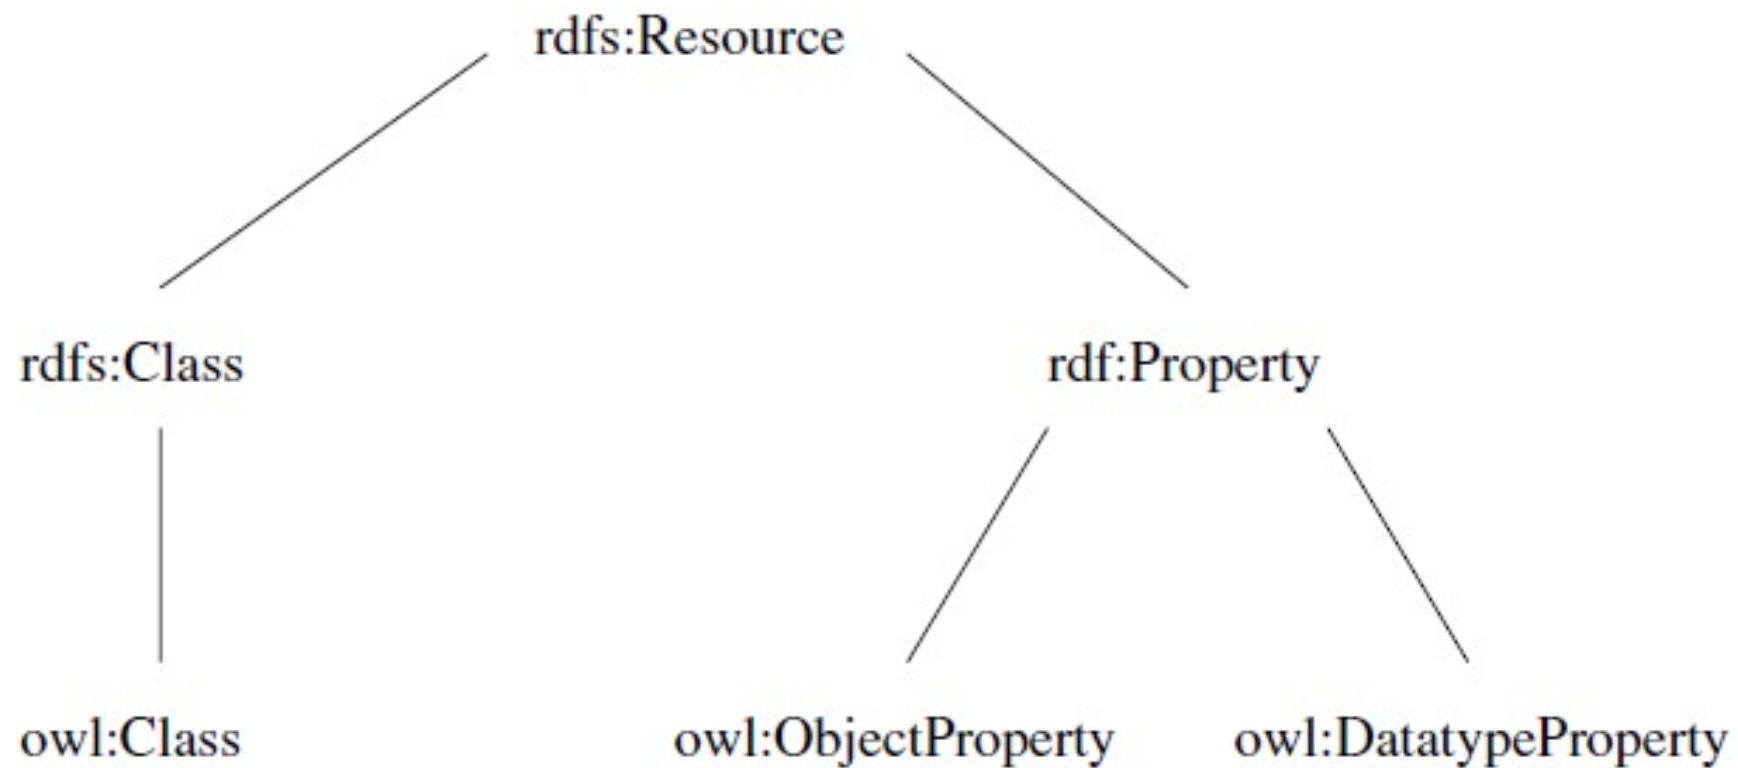 rdfs:Resource
rdfs:Class
rdf:Property
owl:Class
owl:ObjectProperty
owl:DatatypeProperty